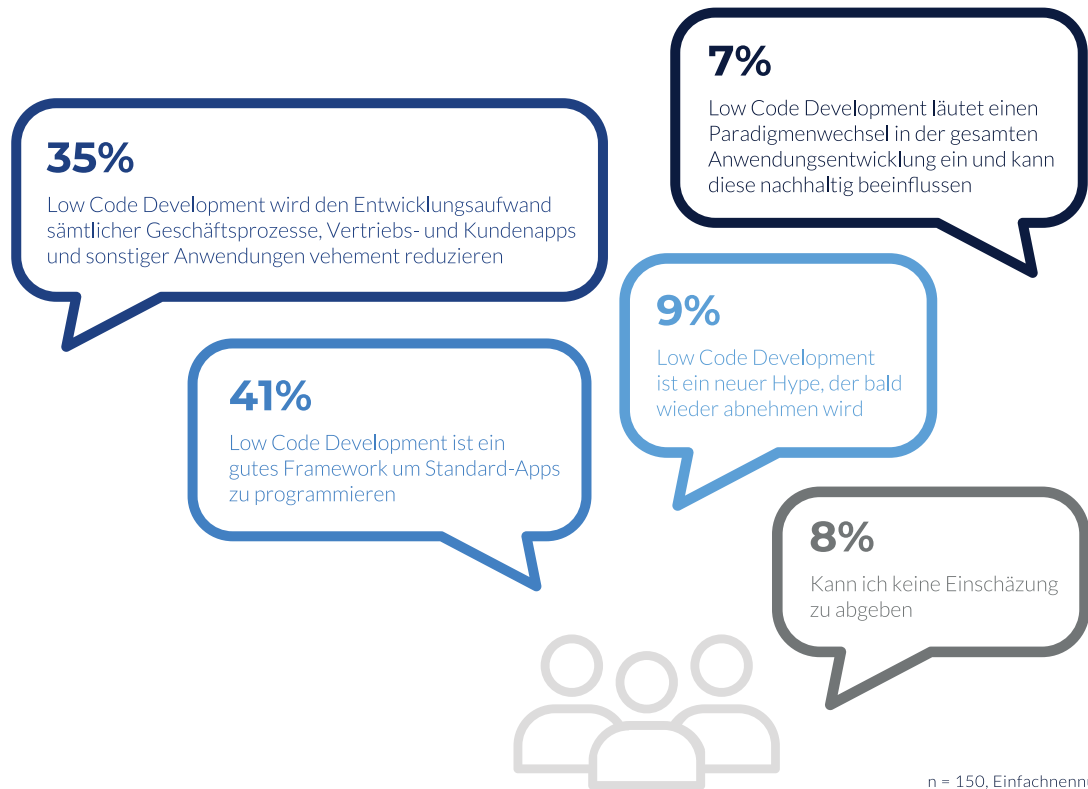 7%
Low Code Development läutet einen
Paradigmenwechsel in der gesamten
Anwendungsentwicklung ein und kann
diese nachhaltig beeinflussen
35%
Low Code Development wird den Entwicklungsaufwand
sämtlicher Geschäftsprozesse, Vertriebs- und Kundenapps
und sonstiger Anwendungen vehement reduzieren
9%
Low Code Development
ist ein neuer Hype, der bald
wieder abnehmen wird
41%
Low Code Development ist ein
gutes Framework um Standard-Apps
zu programmieren
8%
Kann ich keine Einschäzung
zu abgeben
n = 150,